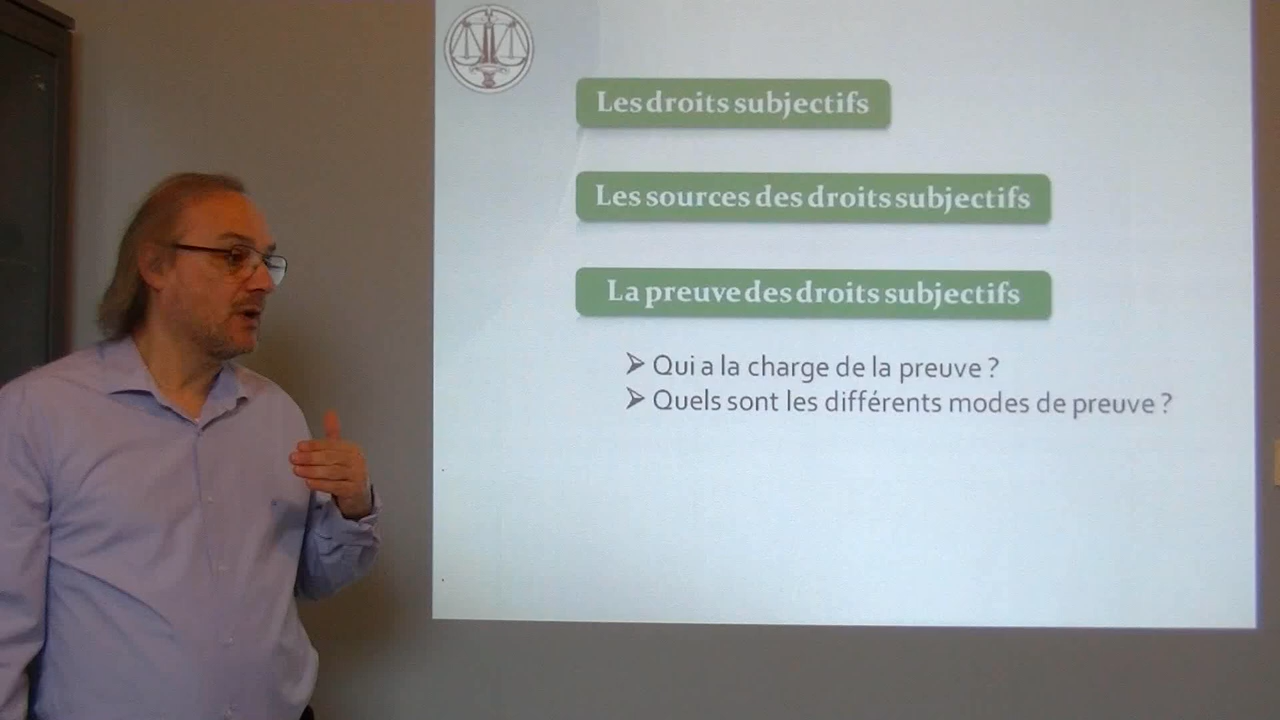 Les droits subjectifs
Les sources des droits subjectifs
La preuve des droits subjectifs
Qui a la charge de la preuve ?
Quels sont les différents modes de preuve ?